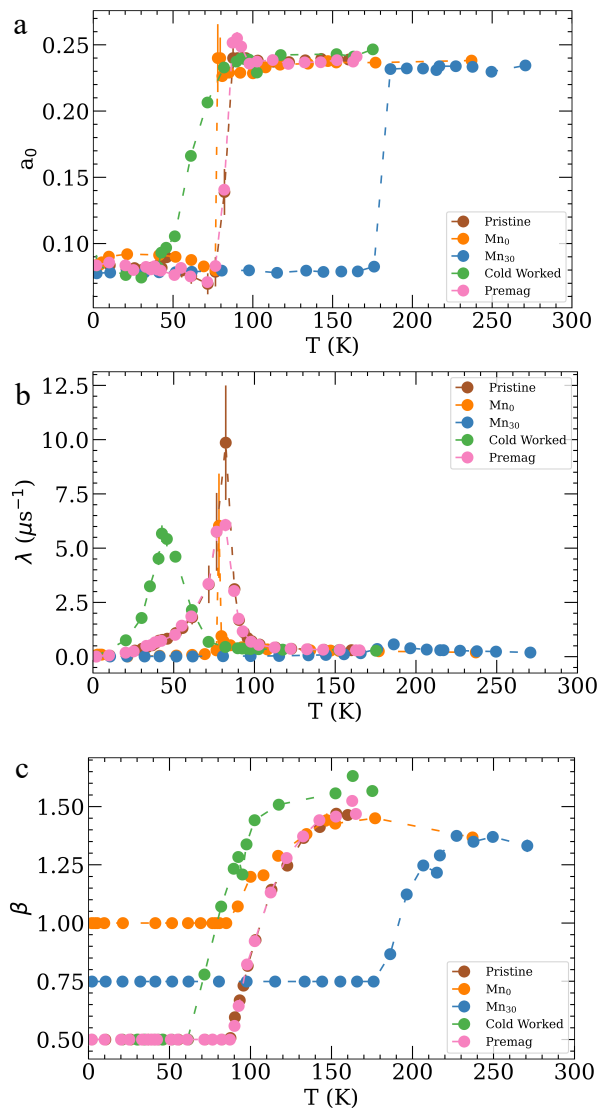 a
0.25
0.20
0.15
0.10
a₀
Pristine
Mn₀
Mn₃₀
Cold Worked
Premag
0 50 100 150 200 250 300
T (K)
b
12.5
10.0
7.5
5.0
2.5
0.0
λ (μs⁻¹)
Pristine
Mn₀
Mn₃₀
Cold Worked
Premag
0 50 100 150 200 250 300
T (K)
c
1.50
1.25
1.00
0.75
0.50
β
Pristine
Mn₀
Mn₃₀
Cold Worked
Premag
0 50 100 150 200 250 300
T (K)